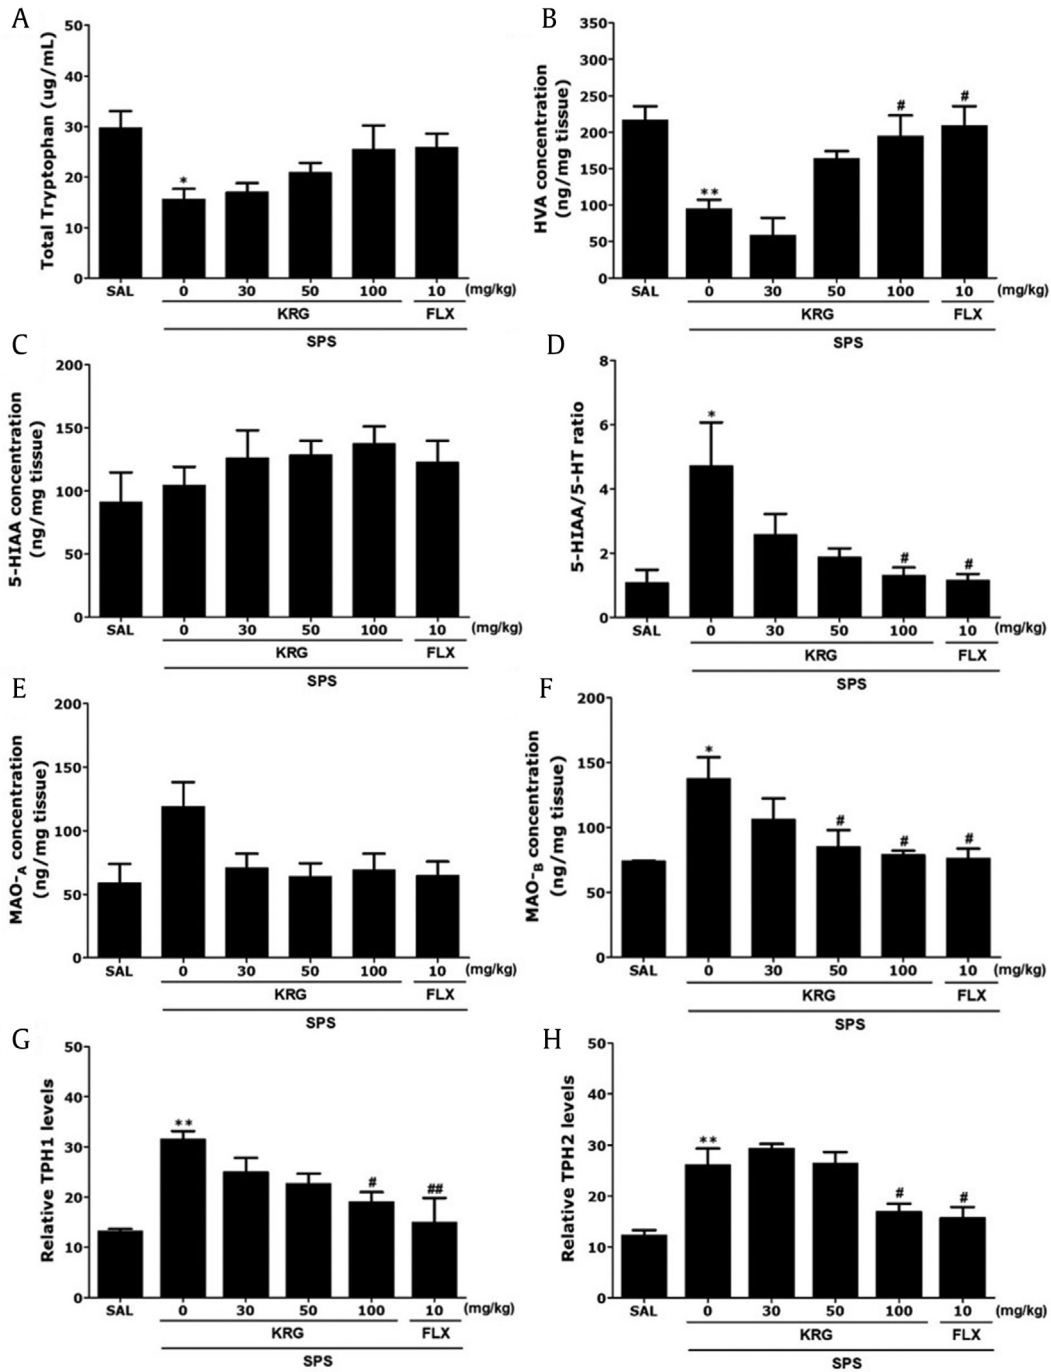 A
Total Tryptophan (ug/mL)
50
40
30
20
10
0
*
SAL 0 30 50 100 10 (mg/kg)
KRG FLX
SPS
B
HVA concentration
(ng/mg tissue)
350
300
250
200
150
100
50
0
** # #
SAL 0 30 50 100 10 (mg/kg)
KRG FLX
SPS
C
5-HIAA concentration
(ng/mg tissue)
200
150
100
50
0
SAL 0 30 50 100 10 (mg/kg)
KRG FLX
SPS
D
5-HIAA/5-HT ratio
8
6
4
2
0
* # #
SAL 0 30 50 100 10 (mg/kg)
KRG FLX
SPS
E
MAO-A concentration
(ng/mg tissue)
200
150
100
50
0
SAL 0 30 50 100 10 (mg/kg)
KRG FLX
SPS
F
MAO-B concentration
(ng/mg tissue)
200
150
100
50
0
* # # #
SAL 0 30 50 100 10 (mg/kg)
KRG FLX
SPS
G
Relative TPH1 levels
50
40
30
20
10
0
** # ##
SAL 0 30 50 100 10 (mg/kg)
KRG FLX
SPS
H
Relative TPH2 levels
50
40
30
20
10
0
** # #
SAL 0 30 50 100 10 (mg/kg)
KRG FLX
SPS